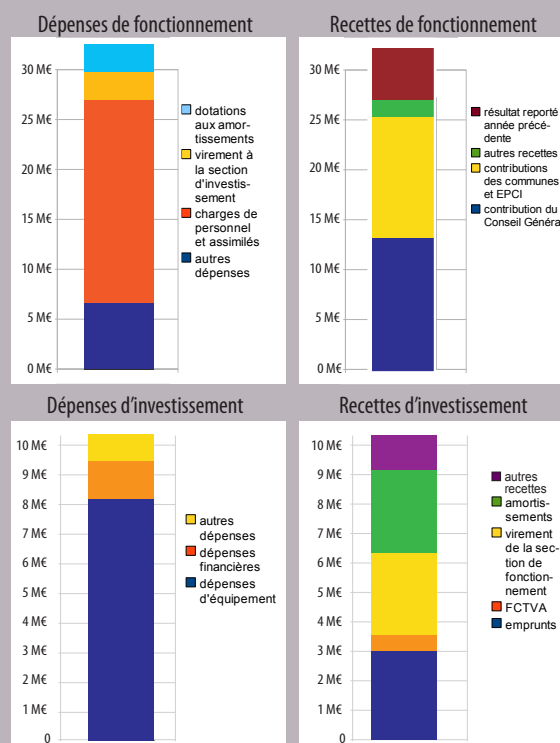 Dépenses de fonctionnement
30 M€
25 M€
20 M€
15 M€
10 M€
5 M€
0 M€
dotations
aux amor-
tissements
virement à
la section
d'investis-
sement
charges de
personnel
et assimilés
autres
dépenses
Recettes de fonctionnement
30 M€
25 M€
20 M€
15 M€
10 M€
5 M€
0 M€
résultat reporté
année précé-
dente
autres recettes
contributions
des communes
et EPCI
contribution du
Conseil Généra
Dépenses d'investissement
10 M€
9 M€
8 M€
7 M€
6 M€
5 M€
4 M€
3 M€
2 M€
1 M€
0
autres
dépenses
dépenses
financières
dépenses
d'équipement
Recettes d'investissement
10 M€
9 M€
8 M€
7 M€
6 M€
5 M€
4 M€
3 M€
2 M€
1 M€
0
autres
recettes
amortis-
sements
virement
de la sec-
tion de
fonction-
nement
FCTVA
emprunts